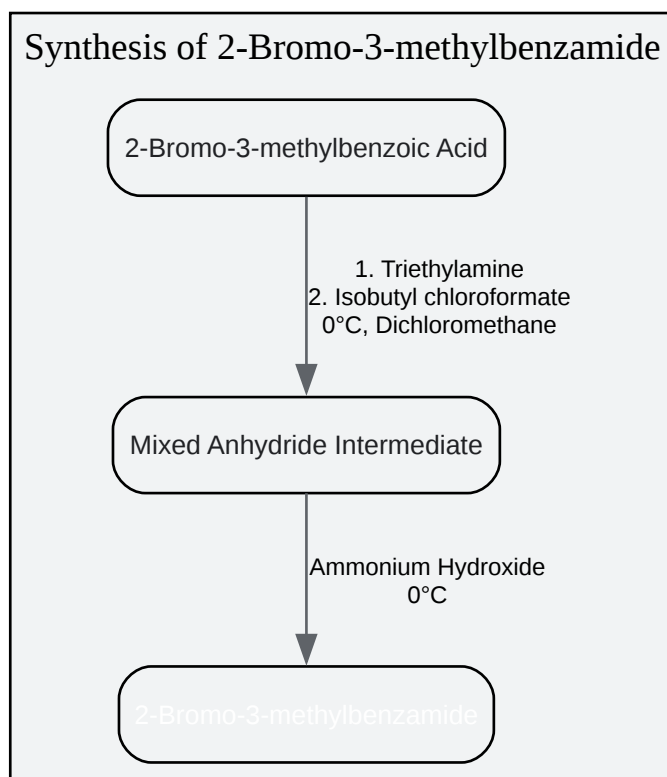 Synthesis of 2-Bromo-3-methylbenzamide
2-Bromo-3-methylbenzoic Acid
1. Triethylamine
2. Isobutyl chloroformate
0°C, Dichloromethane
Mixed Anhydride Intermediate
Ammonium Hydroxide
0°C
2-Bromo-3-methylbenzamide